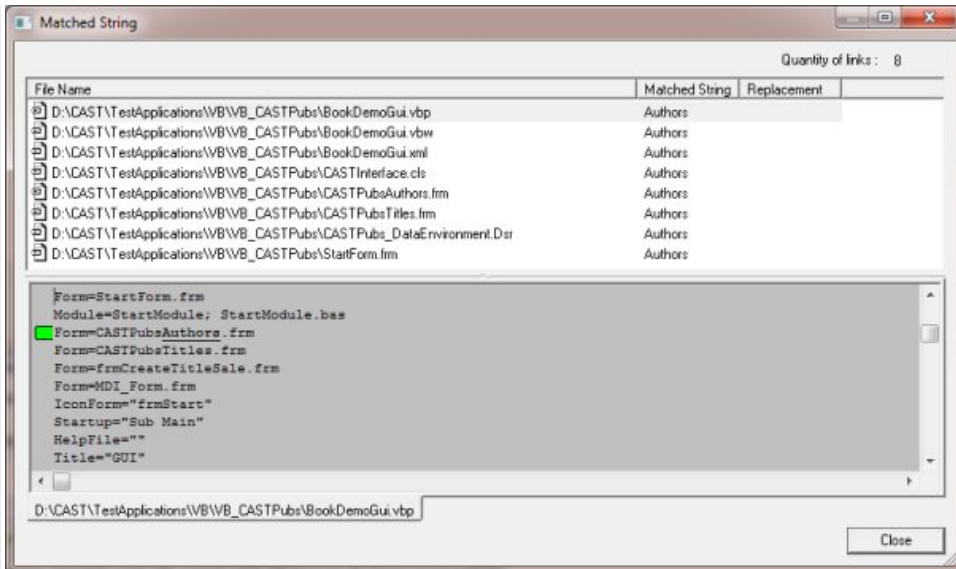 Matched String
Quantity of links : 8
File Name Matched String Replacement
D:\CAST\TestApplications\VB\VB_CASTPubs\BookDemoGui.vbp Authors
D:\CAST\TestApplications\VB\VB_CASTPubs\BookDemoGui.vbw Authors
D:\CAST\TestApplications\VB\VB_CASTPubs\BookDemoGui.xml Authors
D:\CAST\TestApplications\VB\VB_CASTPubs\CASTInterface.cls Authors
D:\CAST\TestApplications\VB\VB_CASTPubs\CASTPubsAuthors.frm Authors
D:\CAST\TestApplications\VB\VB_CASTPubs\CASTPubsTitles.frm Authors
D:\CAST\TestApplications\VB\VB_CASTPubs\CASTPubs_DataEnvironment.Dsr Authors
D:\CAST\TestApplications\VB\VB_CASTPubs\StartForm.frm Authors
Form=StartForm.frm
Module=StartModule; StartModule.bas
Form=CASTPubsAuthors.frm
Form=CASTPubsTitles.frm
Form=frmCreateTitleSale.frm
Form=MDI_Form.frm
IconForm="frmStart"
Startup="Sub Main"
HelpFile=""
Title="GUI"
D:\CAST\TestApplications\VB\VB_CASTPubs\BookDemoGui.vbp
Close